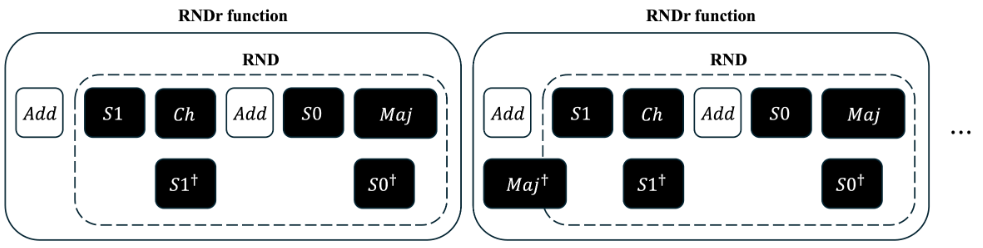 RNDr function RNDr function
RND RND
Add S1 Ch Add S0 Maj Add S1 Ch Add S0 Maj
...
S1† S0† Maj† S1† S0†